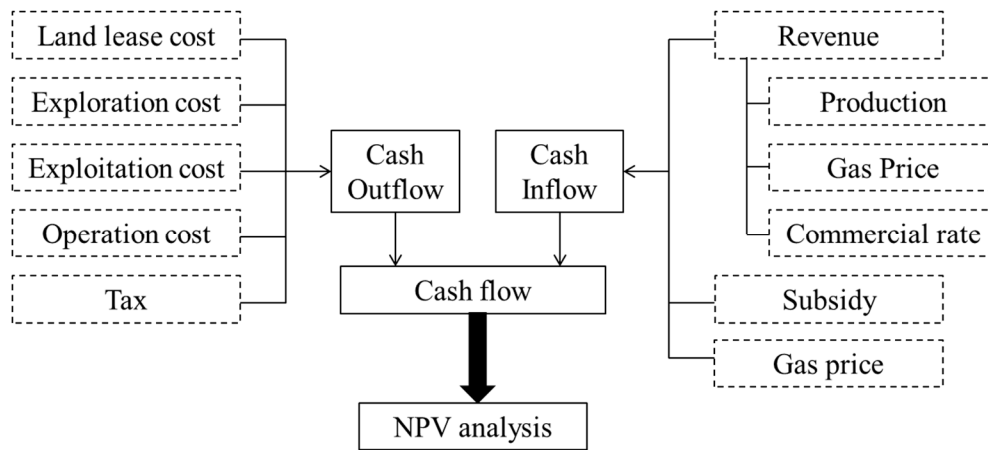 Land lease cost
Exploration cost
Exploitation cost
Operation cost
Tax
Cash
Outflow
Cash
Inflow
Cash flow
NPV analysis
Revenue
Production
Gas Price
Commercial rate
Subsidy
Gas price